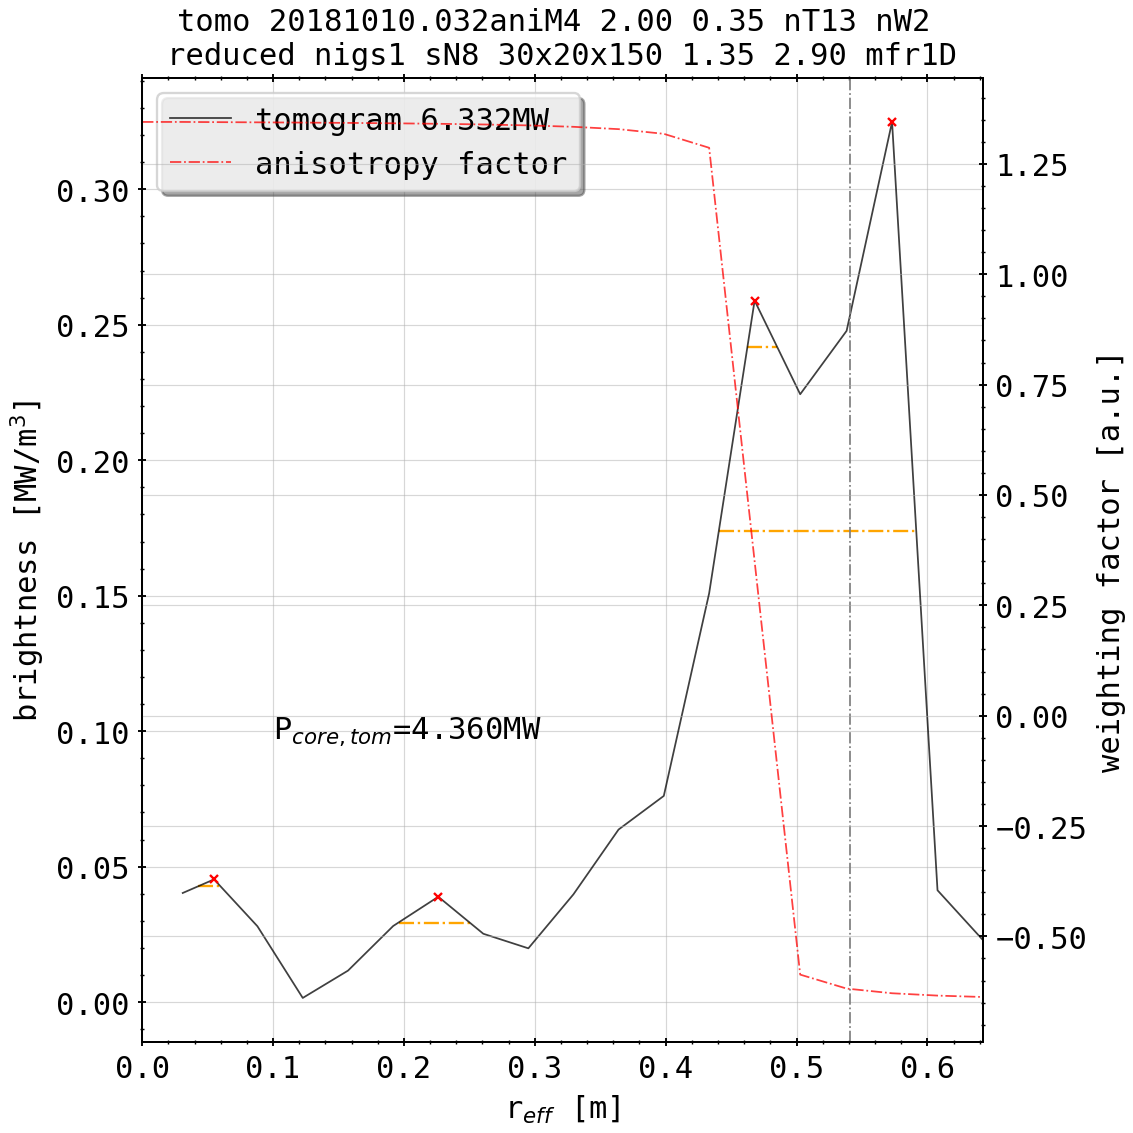 tomo 20181010.032aniM4 2.00 0.35 nT13 nW2
reduced nigs1 sN8 30x20x150 1.35 2.90 mfr1D
tomogram 6.332MW
anisotropy factor
brightness [MW/m³]
0.30
0.25
0.20
0.15
0.10
0.05
0.00
P_core,tom=4.360MW
1.25
1.00
0.75
0.50
0.25
0.00
−0.25
−0.50
weighting factor [a.u.]
0.0 0.1 0.2 0.3 0.4 0.5 0.6
r_eff [m]